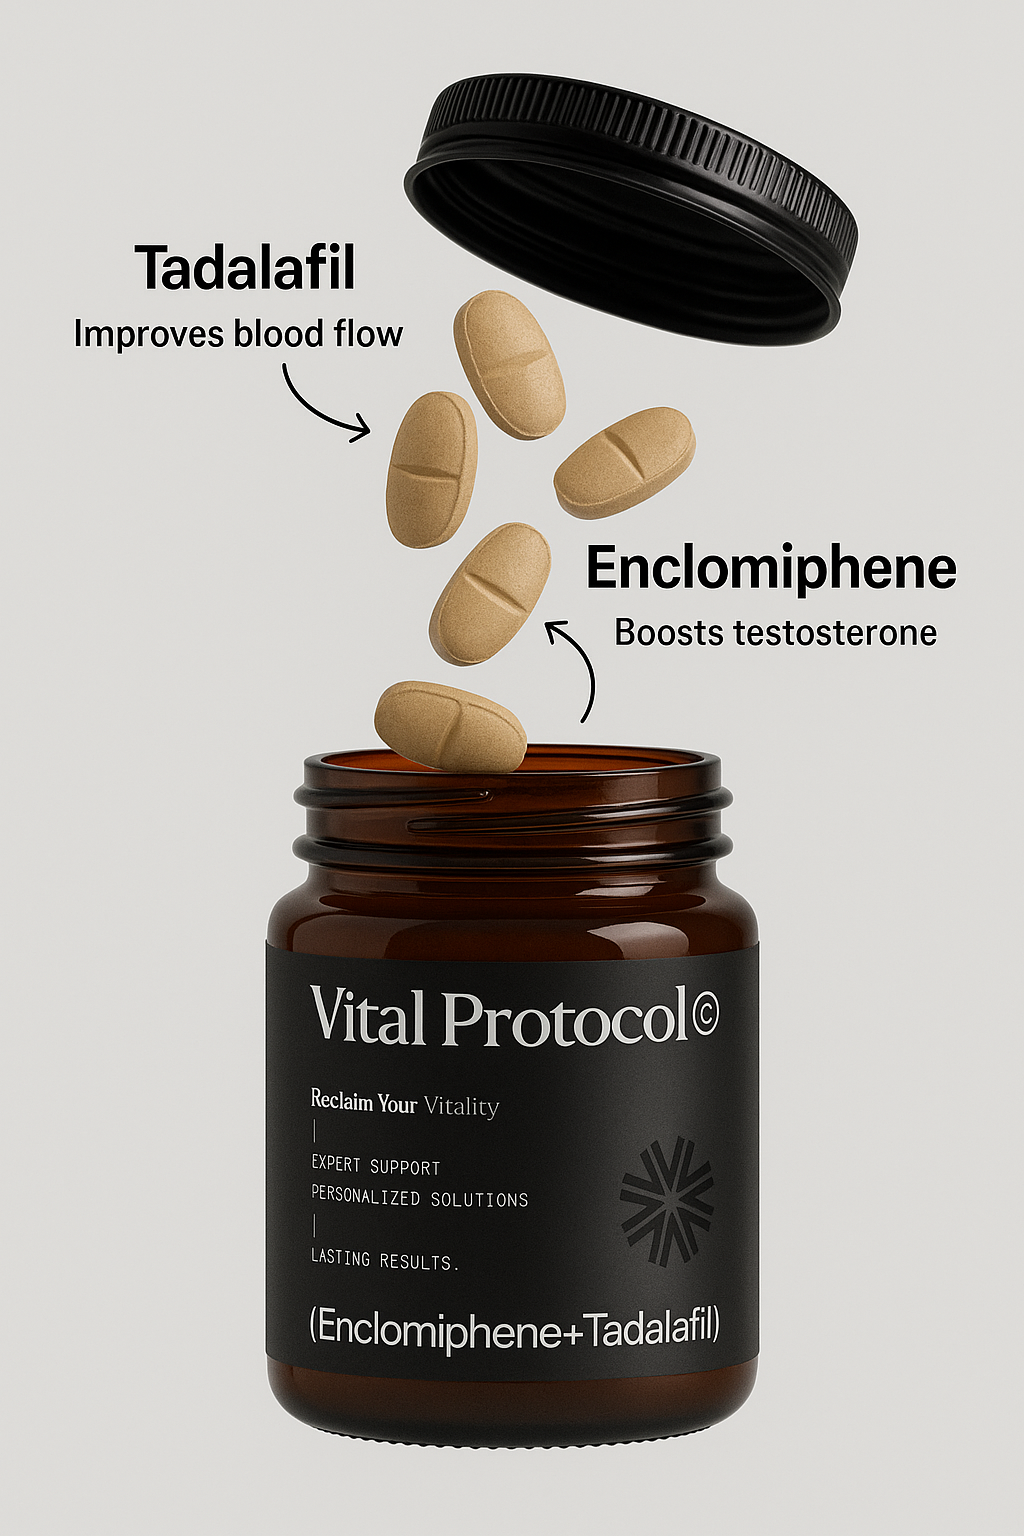 Tadalafil
Improves blood flow
Enclomiphene
Boosts testosterone
Vital Protocol©
Reclaim Your Vitality
EXPERT SUPPORT
PERSONALIZED SOLUTIONS
LASTING RESULTS.
(Enclomiphene+Tadalafil)